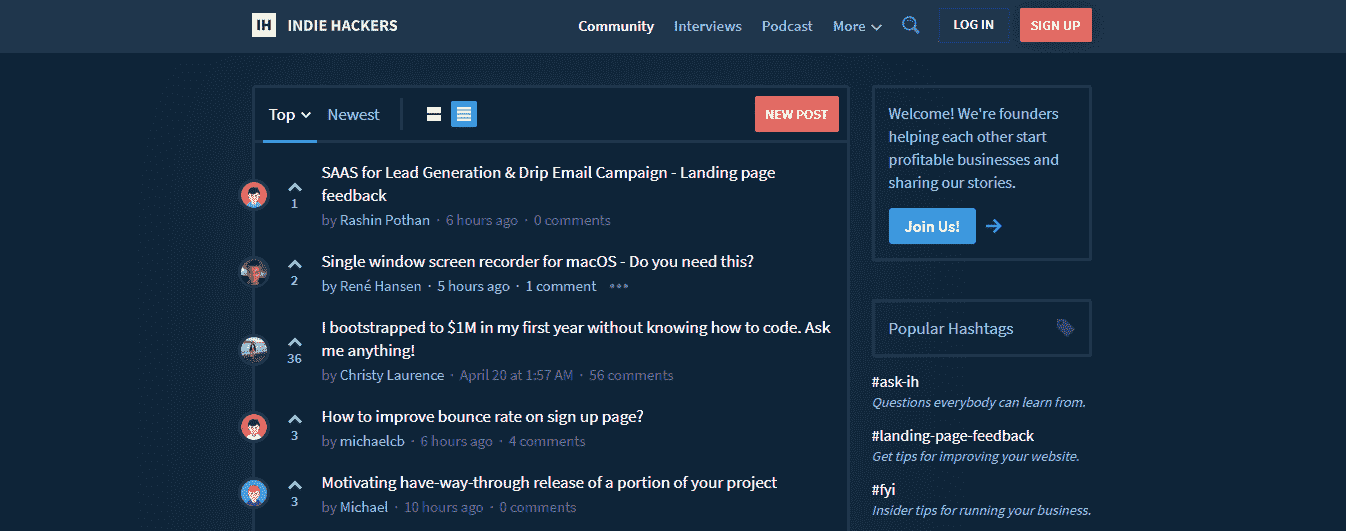 IH INDIE HACKERS
Community Interviews Podcast More LOG IN SIGN UP
Top Newest NEW POST
SAAS for Lead Generation & Drip Email Campaign - Landing page
feedback
1
by Rashin Pothan · 6 hours ago · 0 comments
Single window screen recorder for macOS - Do you need this?
2
by René Hansen · 5 hours ago · 1 comment •••
I bootstrapped to $1M in my first year without knowing how to code. Ask
me anything!
36
by Christy Laurence · April 20 at 1:57 AM · 56 comments
How to improve bounce rate on sign up page?
3
by michaelcb · 6 hours ago · 4 comments
Motivating have-way-through release of a portion of your project
3
by Michael · 10 hours ago · 0 comments
Welcome! We're founders
helping each other start
profitable businesses and
sharing our stories.
Join Us!
Popular Hashtags
#ask-ih
Questions everybody can learn from.
#landing-page-feedback
Get tips for improving your website.
#fyi
Insider tips for running your business.